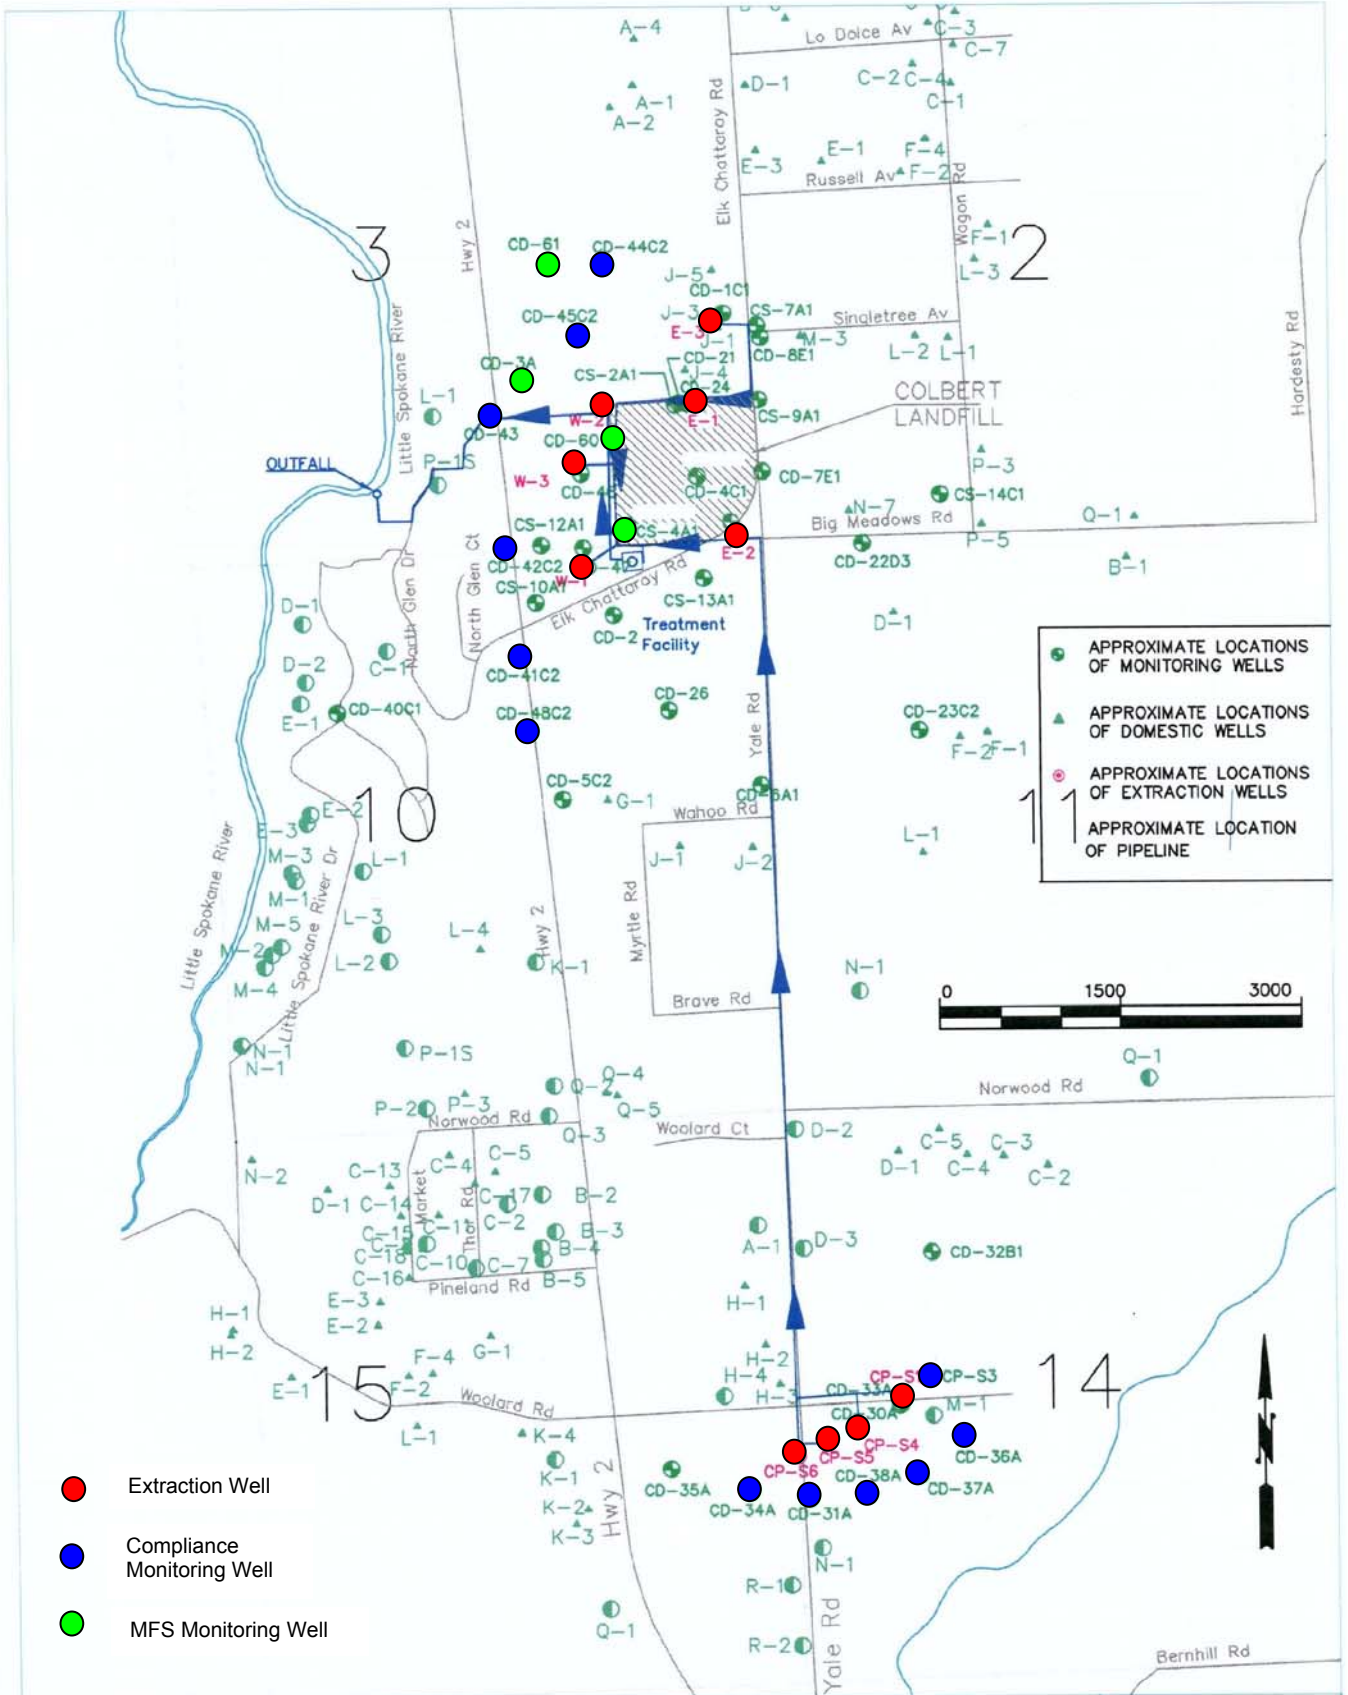 A-4
Lo Dolce Av
C-3
C-7
C-2
C-4
C-1
D-1
A-1
A-2
Elk Chattaroy Rd
E-3
E-1
F-4
Russell Av
F-2
Wagon Rd
F-1
L-3
3
2
Hwy 2
CD-61
CD-44C2
J-5
CD-1C1
J-3
CS-7A1
Singletree Av
CD-45C2
E-3
J-1
CD-8E1
M-3
L-2
L-1
Hardesty Rd
CD-3A
CS-2A1
CD-21
J-4
CD-24
COLBERT
LANDFILL
Little Spokane River
L-1
CD-43
W-2
E-1
CS-9A1
CD-60
OUTFALL
P-1S
W-3
CD-4C1
CD-7E1
P-3
CS-14C1
N-7
Big Meadows Rd
Q-1
P-5
CS-12A1
CS-4A1
E-2
CD-22D3
B-1
CD-42C2
W-1
CS-10A1
North Glen Dr
North Glen Ct
Elk Chattaroy Rd
CS-13A1
CD-2
Treatment
Facility
D-1
D-1
C-1
D-2
E-1
CD-41C2
CD-40C1
CD-48C2
CD-26
Yale Rd
CD-23C2
F-2
F-1
APPROXIMATE LOCATIONS
OF MONITORING WELLS
APPROXIMATE LOCATIONS
OF DOMESTIC WELLS
APPROXIMATE LOCATIONS
OF EXTRACTION WELLS
APPROXIMATE LOCATION
OF PIPELINE
CD-5C2
G-1
CD-6A1
Wahoo Rd
10
11
E-2
E-3
J-1
J-2
L-1
M-3
L-1
M-1
Little Spokane River
Little Spokane River Dr
M-5
L-3
L-4
M-2
L-2
M-4
Hwy 2
K-1
Myrtle Rd
Brave Rd
N-1
0 1500 3000
N-1
N-1
P-1S
Q-4
Q-2
Q-5
Q-1
Norwood Rd
P-2
P-3
Norwood Rd
Q-3
Woolard Ct
D-2
C-5
C-3
D-1
C-4
C-2
N-2
C-13
C-4
C-5
D-1
C-14
Market
Thor Rd
C-17
B-2
C-15
C-11
C-2
B-3
B-4
C-18
C-10
C-7
B-5
C-16
Pineland Rd
A-1
D-3
CD-32B1
H-1
H-1
H-2
E-3
E-2
F-4
G-1
H-2
E-1
15
F-2
Woolard Rd
H-4
H-3
CD-33A
CP-S3
14
M-1
L-1
K-4
CD-30A
CP-S4
CP-S5
CP-S6
CD-36A
K-1
CD-35A
CD-34A
CD-38A
CD-37A
CD-31A
K-2
K-3
Hwy 2
N
N-1
R-1
Q-1
R-2
Yale Rd
Bernhill Rd
Extraction Well
Compliance
Monitoring Well
MFS Monitoring Well